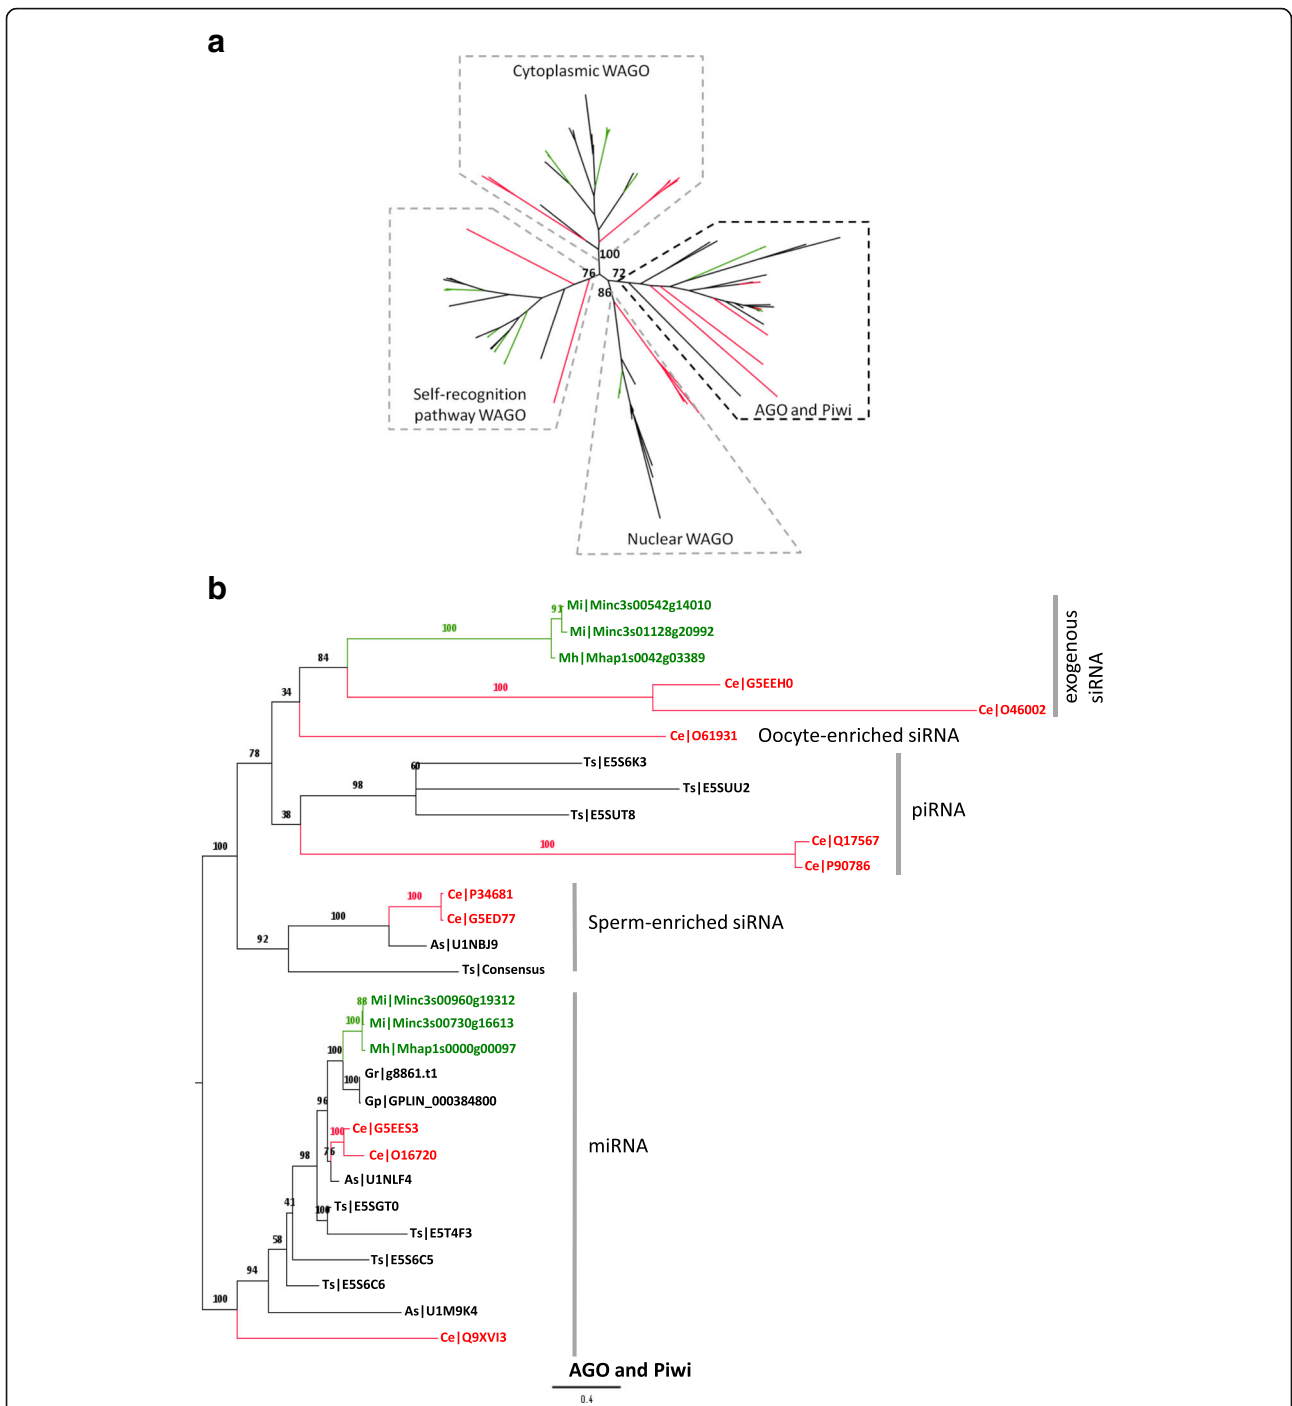 a
Cytoplasmic WAGO
100
76
72
86
Self-recognition
pathway WAGO
AGO and Piwi
Nuclear WAGO
b
91
Mi|Minc3s00542g14010
100
Mi|Minc3s01128g20992
Mh|Mhap1s0042g03389
exogenous
siRNA
84
100
Ce|G5EEH0
34
Ce|O46002
Ce|O61931
Oocyte-enriched siRNA
78
60
Ts|E5S6K3
98
Ts|E5SUU2
38
Ts|E5SUT8
piRNA
100
Ce|Q17567
100
Ce|P90786
100
Ce|P34681
100
Ce|G5ED77
Sperm-enriched siRNA
92
As|U1NBJ9
Ts|Consensus
88
Mi|Minc3s00960g19312
100
Mi|Minc3s00730g16613
100
Mh|Mhap1s0000g00097
100
Gr|g8861.t1
96
Gp|GPLIN_000384800
100
Ce|G5EES3
76
Ce|O16720
miRNA
98
As|U1NLF4
41
100
Ts|E5SGT0
58
Ts|E5T4F3
94
Ts|E5S6C5
Ts|E5S6C6
100
As|U1M9K4
Ce|Q9XVI3
AGO and Piwi
0.4